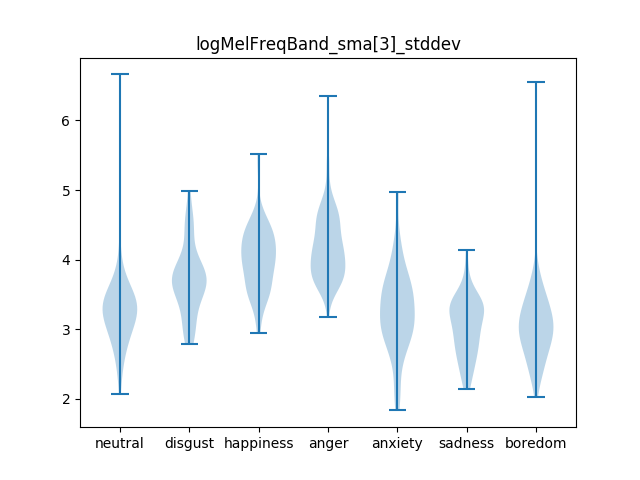 logMelFreqBand_sma[3]_stddev
6
5
4
3
2
neutral disgust happiness anger anxiety sadness boredom